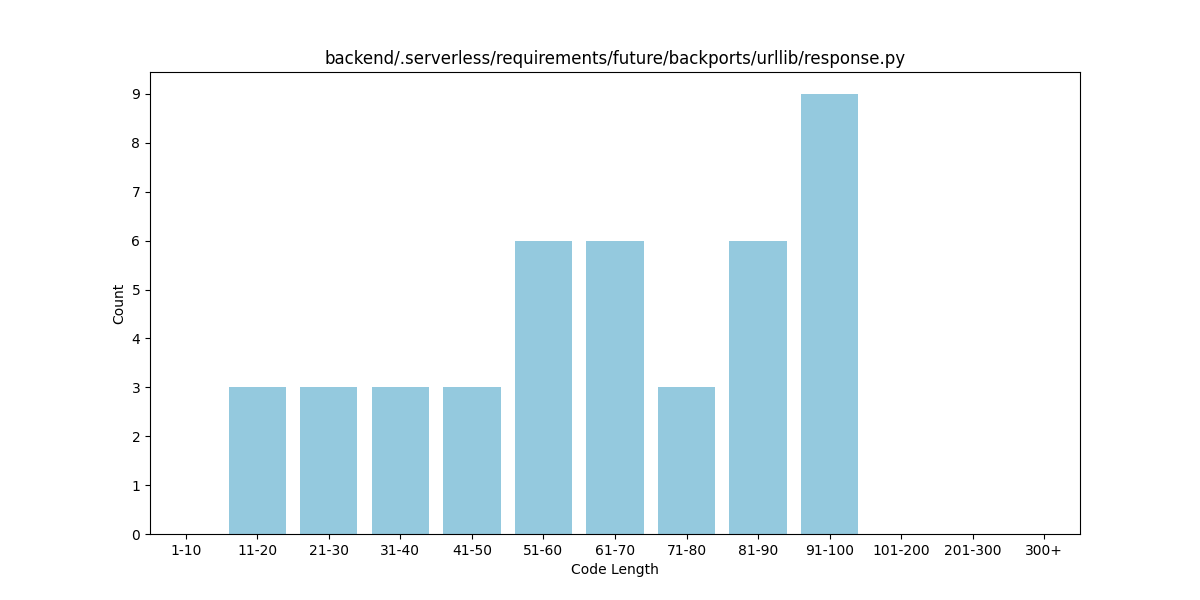 backend/.serverless/requirements/future/backports/urllib/response.py
9
8
7
6
5
4
3
2
1
0
Count
1-10 11-20 21-30 31-40 41-50 51-60 61-70 71-80 81-90 91-100 101-200 201-300 300+
Code Length